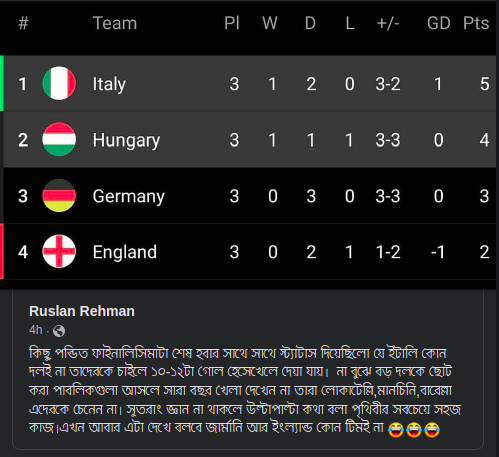 # Team Pl W D L +/- GD Pts
1 Italy 3 1 2 0 3-2 1 5
2 Hungary 3 1 1 1 3-3 0 4
3 Germany 3 0 3 0 3-3 0 3
4 England 3 0 2 1 1-2 -1 2
Ruslan Rehman
4h ·
কিছু পন্ডিত ফাইনালিসিমাটা শেষ হবার সাথে সাথে স্ট্যাটাস দিয়েছিলো যে ইটালি কোন
দলই না তাদেরকে চাইলে ১০-১২টা গোল হেসেখেলে দেয়া যায়। না বুঝে বড় দলকে ছোট
করা পাবলিকগুলা আসলে সারা বছর খেলা দেখেন না তারা লোকাটেল্লি,মানচিনি,বারেল্লা
এদেরকে চেনেন না। সুতরাং জ্ঞান না থাকলে উল্টাপাল্টা কথা বলা পৃথিবীর সবচেয়ে সহজ
কাজ।এখন আবার এটা দেখে বলবে জার্মানি আর ইংল্যান্ড কোন টিমই না 😂😂😂